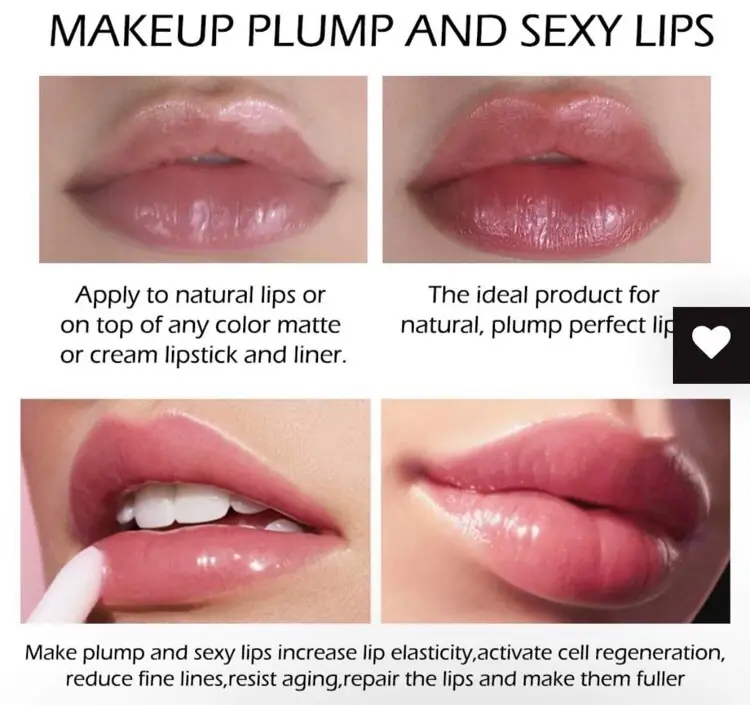 MAKEUP PLUMP AND SEXY LIPS
Apply to natural lips or
on top of any color matte
or cream lipstick and liner.
The ideal product for
natural, plump perfect
Make plump and sexy lips increase lip elasticity,activate cell regeneration,
reduce fine lines,resist aging,repair the lips and make them fuller